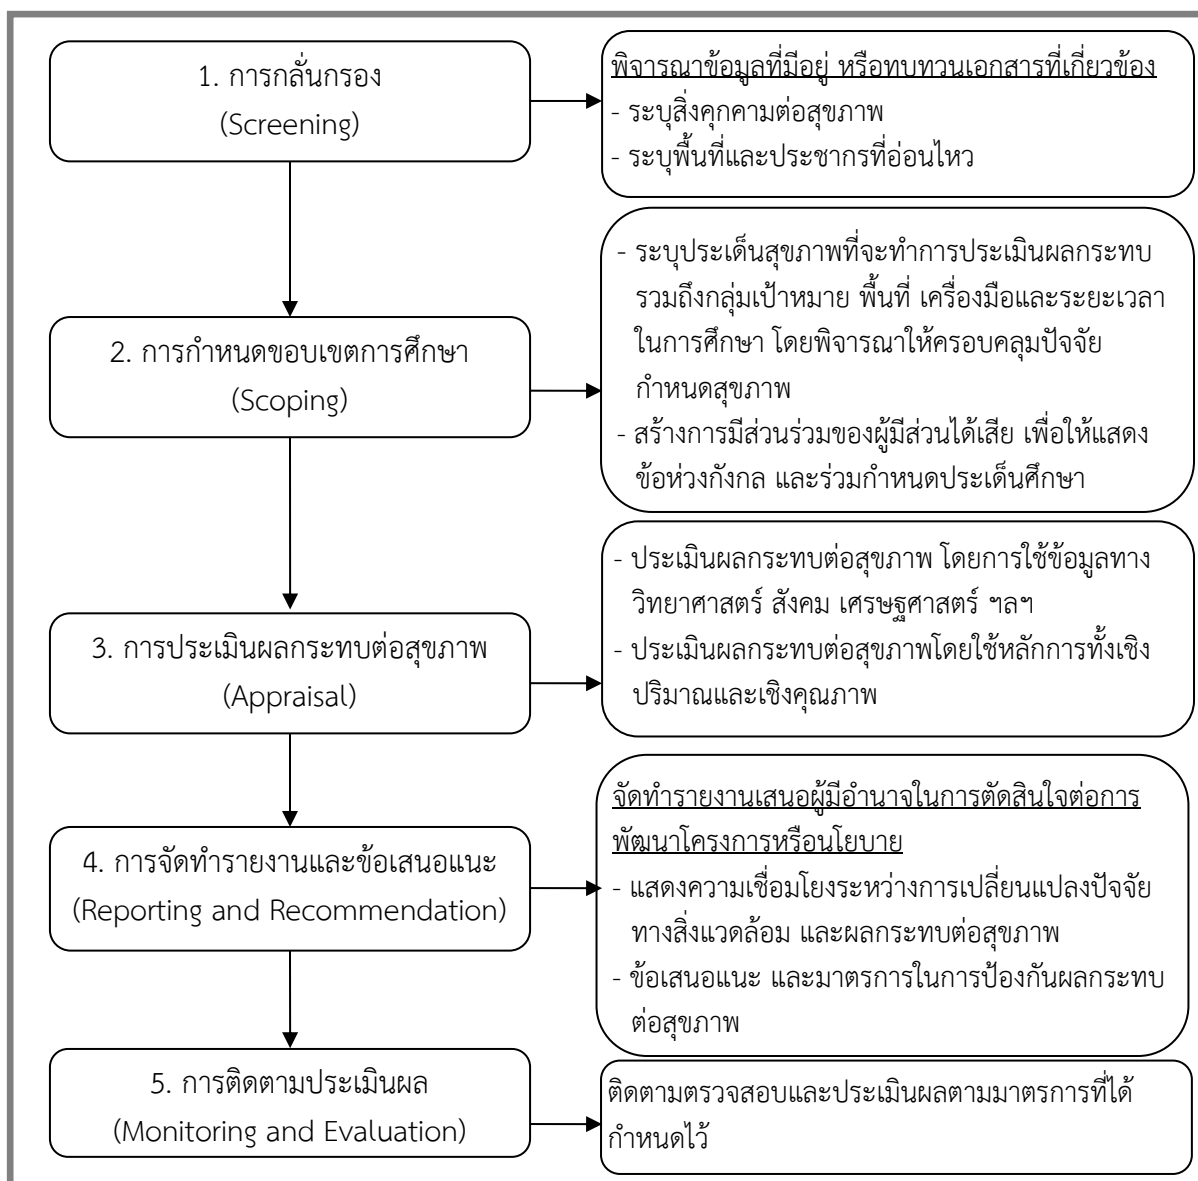 1. การกลั่นกรอง
(Screening)
พิจารณาข้อมูลที่มีอยู่ หรือทบทวนเอกสารที่เกี่ยวข้อง
- ระบุสิ่งคุกคามต่อสุขภาพ
- ระบุพื้นที่และประชากรที่อ่อนไหว
2. การกำหนดขอบเขตการศึกษา
(Scoping)
- ระบุประเด็นสุขภาพที่จะทำการประเมินผลกระทบ
รวมถึงกลุ่มเป้าหมาย พื้นที่ เครื่องมือและระยะเวลา
ในการศึกษา โดยพิจารณาให้ครอบคลุมปัจจัย
กำหนดสุขภาพ
- สร้างการมีส่วนร่วมของผู้มีส่วนได้เสีย เพื่อให้แสดง
ข้อห่วงกังกล และร่วมกำหนดประเด็นศึกษา
3. การประเมินผลกระทบต่อสุขภาพ
(Appraisal)
- ประเมินผลกระทบต่อสุขภาพ โดยการใช้ข้อมูลทาง
วิทยาศาสตร์ สังคม เศรษฐศาสตร์ ฯลฯ
- ประเมินผลกระทบต่อสุขภาพโดยใช้หลักการทั้งเชิง
ปริมาณและเชิงคุณภาพ
4. การจัดทำรายงานและข้อเสนอแนะ
(Reporting and Recommendation)
จัดทำรายงานเสนอผู้มีอำนาจในการตัดสินใจต่อการ
พัฒนาโครงการหรือนโยบาย
- แสดงความเชื่อมโยงระหว่างการเปลี่ยนแปลงปัจจัย
ทางสิ่งแวดล้อม และผลกระทบต่อสุขภาพ
- ข้อเสนอแนะ และมาตรการในการป้องกันผลกระทบ
ต่อสุขภาพ
5. การติดตามประเมินผล
(Monitoring and Evaluation)
ติดตามตรวจสอบและประเมินผลตามมาตรการที่ได้
กำหนดไว้